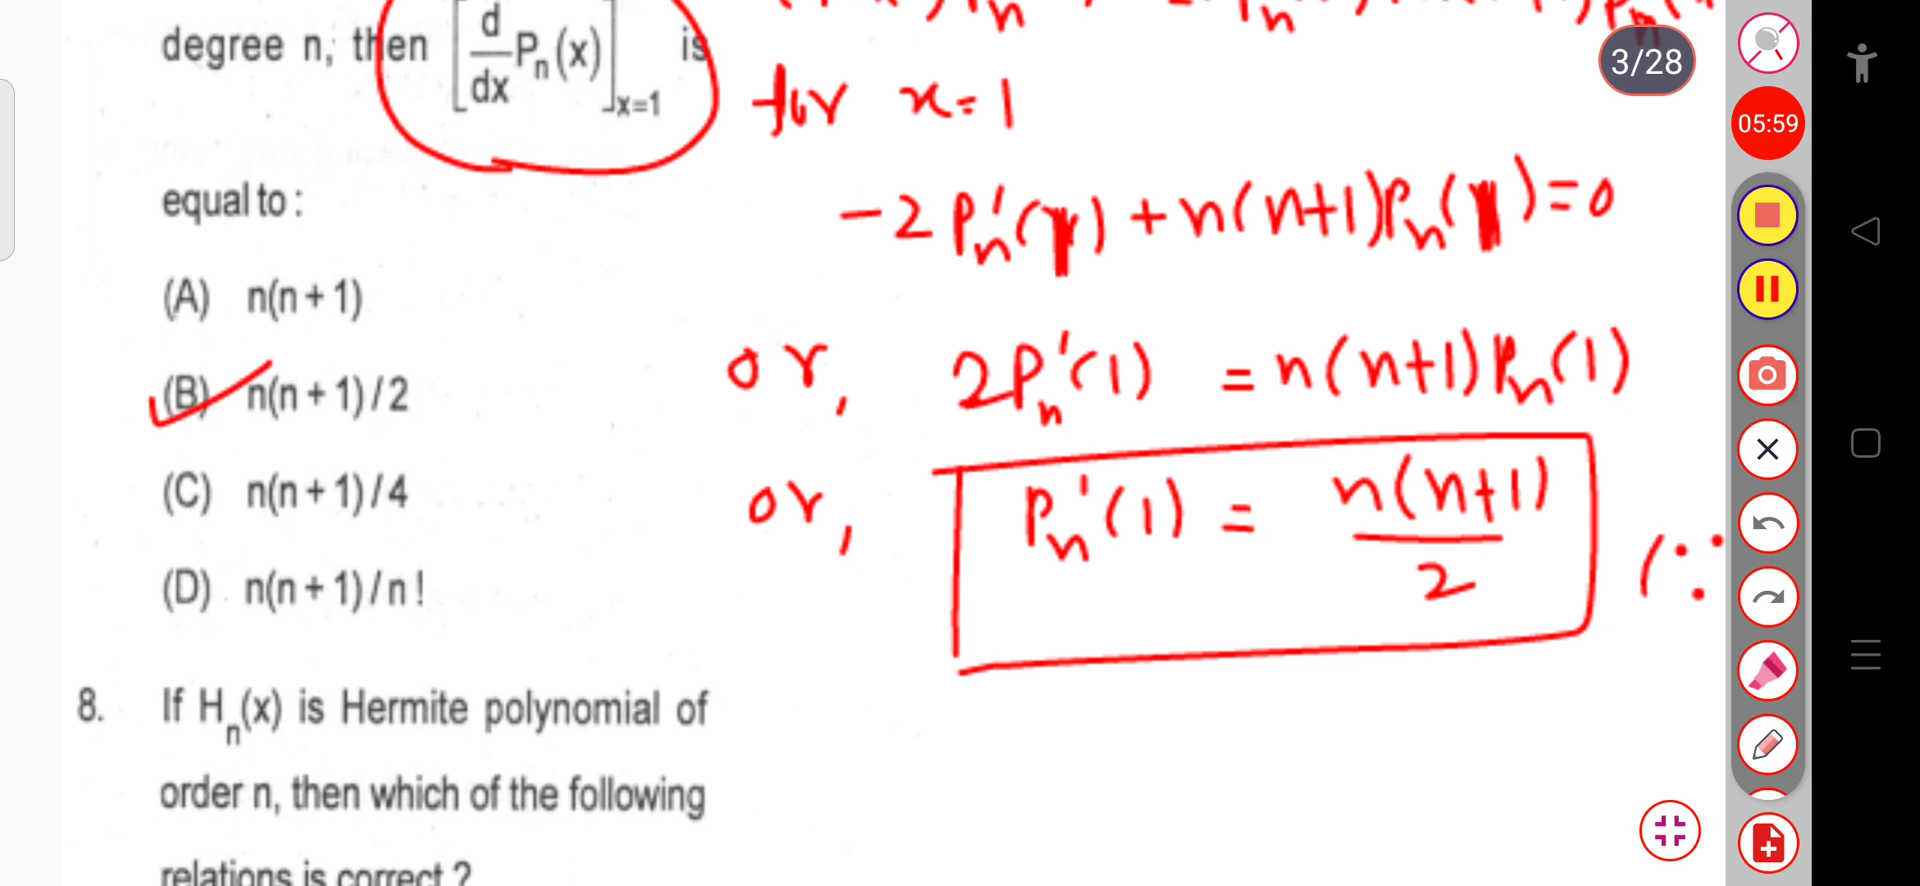 degree n, then [d/dx Pₙ(x)]ₓ₌₁ is
for x=1
equal to :
-2Pₙ'(1) + n(n+1)Pₙ(1)=0
(A) n(n + 1)
or, 2Pₙ'(1) = n(n+1)Pₙ(1)
(B) n(n + 1) / 2
(C) n(n + 1) / 4
or, Pₙ'(1) = n(n+1)/2 (∵
(D) n(n + 1) / n !
8. If Hₙ(x) is Hermite polynomial of
order n, then which of the following
relations is correct ?
3/28
05:59